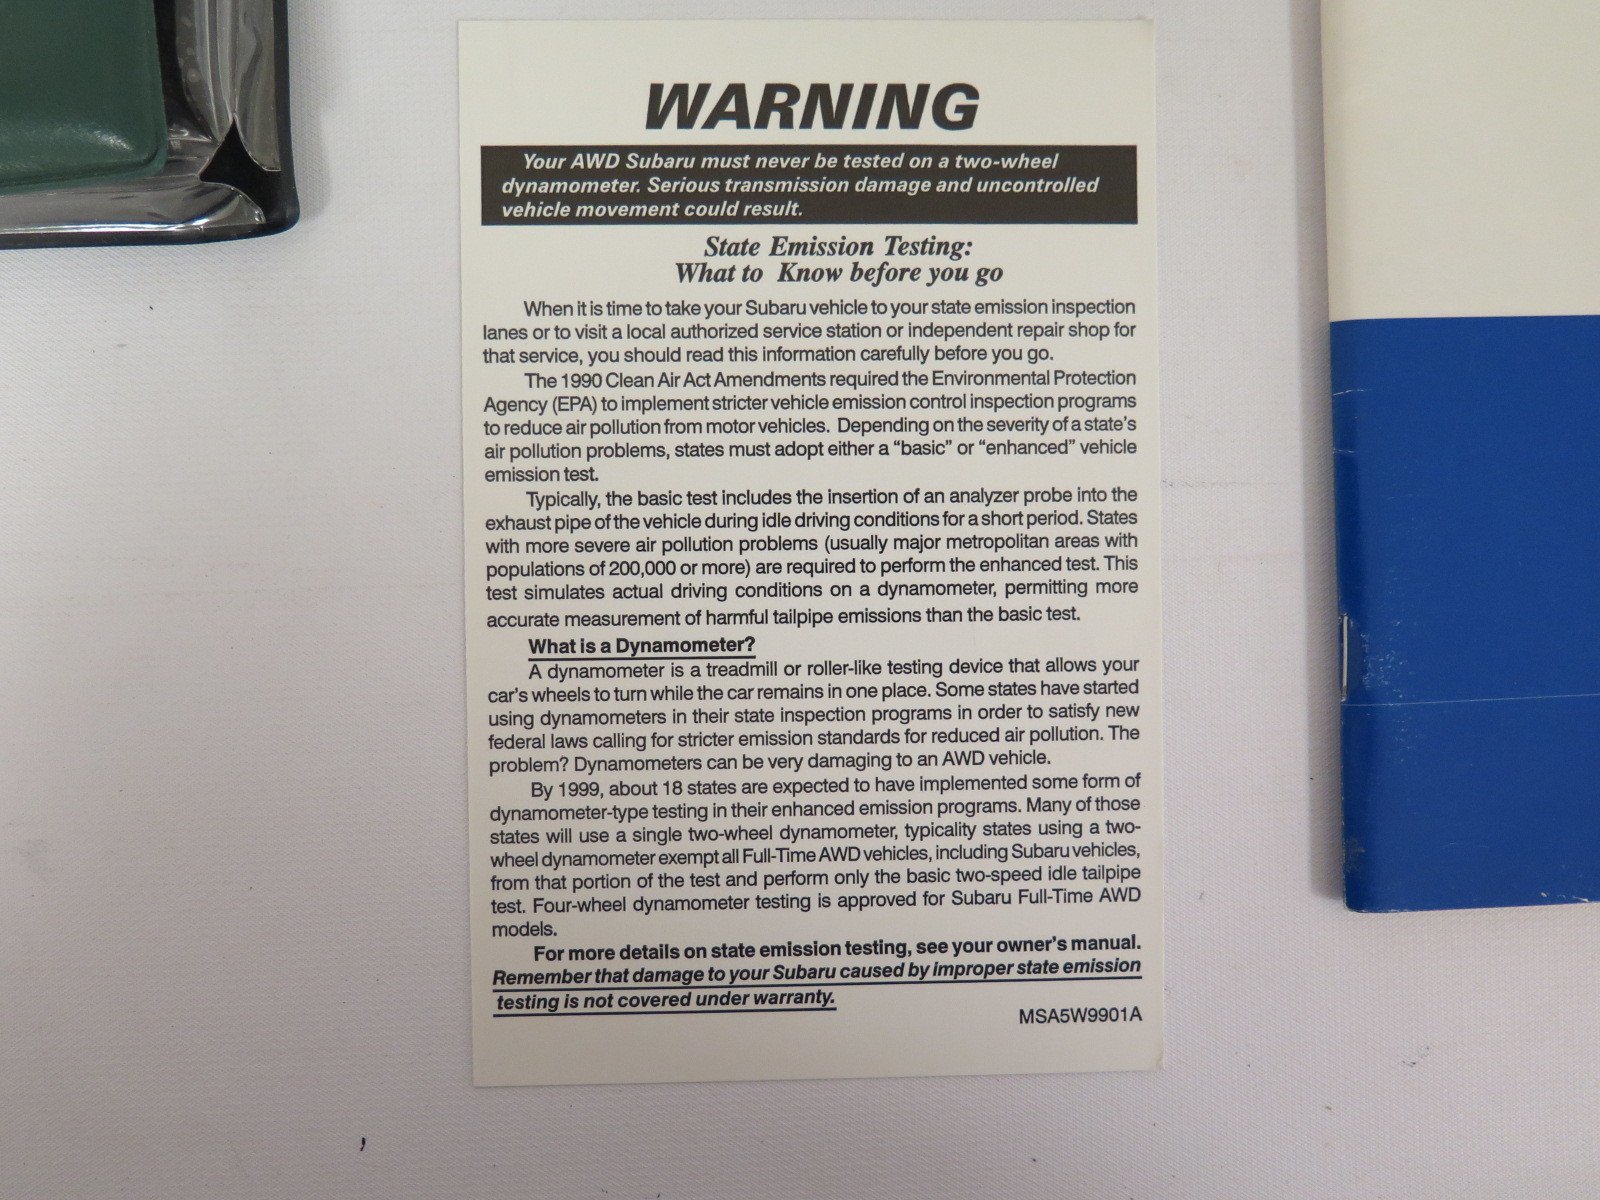 WARNING
Your AWD Subaru must never be tested on a two-wheel
dynamometer. Serious transmission damage and uncontrolled
vehicle movement could result.
State Emission Testing:
What to Know before you go
When it is time to take your Subaru vehicle to your state emission inspection
lanes or to visit a local authorized service station or independent repair shop for
that service, you should read this information carefully before you go.
The 1990 Clean Air Act Amendments required the Environmental Protection
Agency (EPA) to implement stricter vehicle emission control inspection programs
to reduce air pollution from motor vehicles. Depending on the severity of a state's
air pollution problems, states must adopt either a “basic” or “enhanced” vehicle
emission test.
Typically, the basic test includes the insertion of an analyzer probe into the
exhaust pipe of the vehicle during idle driving conditions for a short period. States
with more severe air pollution problems (usually major metropolitan areas with
populations of 200,000 or more) are required to perform the enhanced test. This
test simulates actual driving conditions on a dynamometer, permitting more
accurate measurement of harmful tailpipe emissions than the basic test.
What is a Dynamometer?
A dynamometer is a treadmill or roller-like testing device that allows your
car's wheels to turn while the car remains in one place. Some states have started
using dynamometers in their state inspection programs in order to satisfy new
federal laws calling for stricter emission standards for reduced air pollution. The
problem? Dynamometers can be very damaging to an AWD vehicle.
By 1999, about 18 states are expected to have implemented some form of
dynamometer-type testing in their enhanced emission programs. Many of those
states will use a single two-wheel dynamometer, typicality states using a two-
wheel dynamometer exempt all Full-Time AWD vehicles, including Subaru vehicles,
from that portion of the test and perform only the basic two-speed idle tailpipe
test. Four-wheel dynamometer testing is approved for Subaru Full-Time AWD
models.
For more details on state emission testing, see your owner's manual.
Remember that damage to your Subaru caused by improper state emission
testing is not covered under warranty.
MSA5W9901A